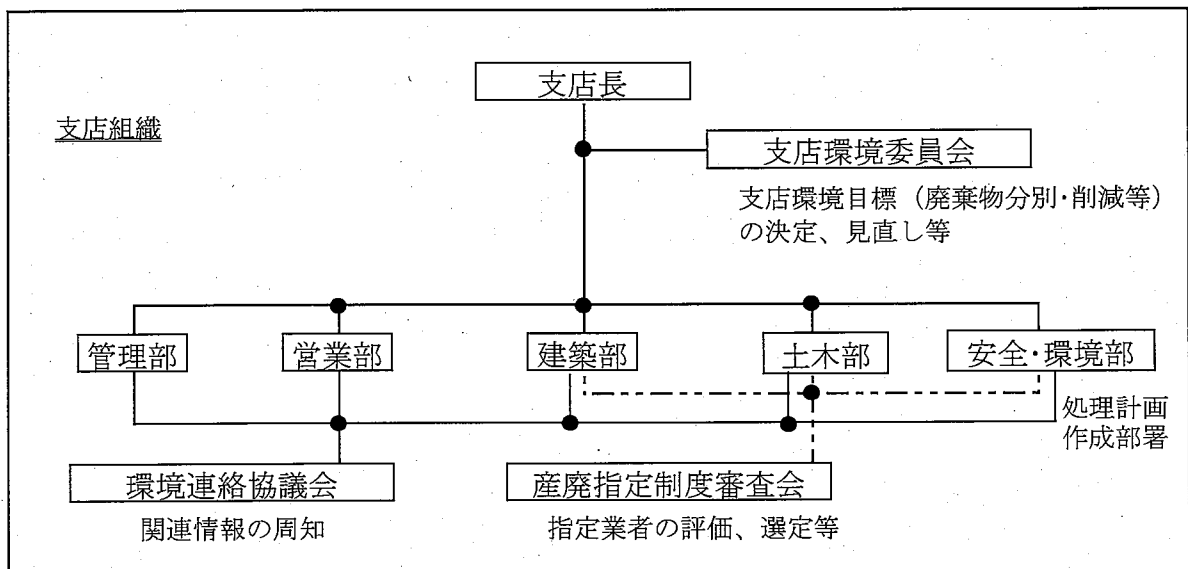 支店長
支店組織
支店環境委員会
支店環境目標（廃棄物分別・削減等）
の決定、見直し等
管理部
営業部
建築部
土木部
安全・環境部
処理計画
作成部署
環境連絡協議会
産廃指定制度審査会
関連情報の周知
指定業者の評価、選定等